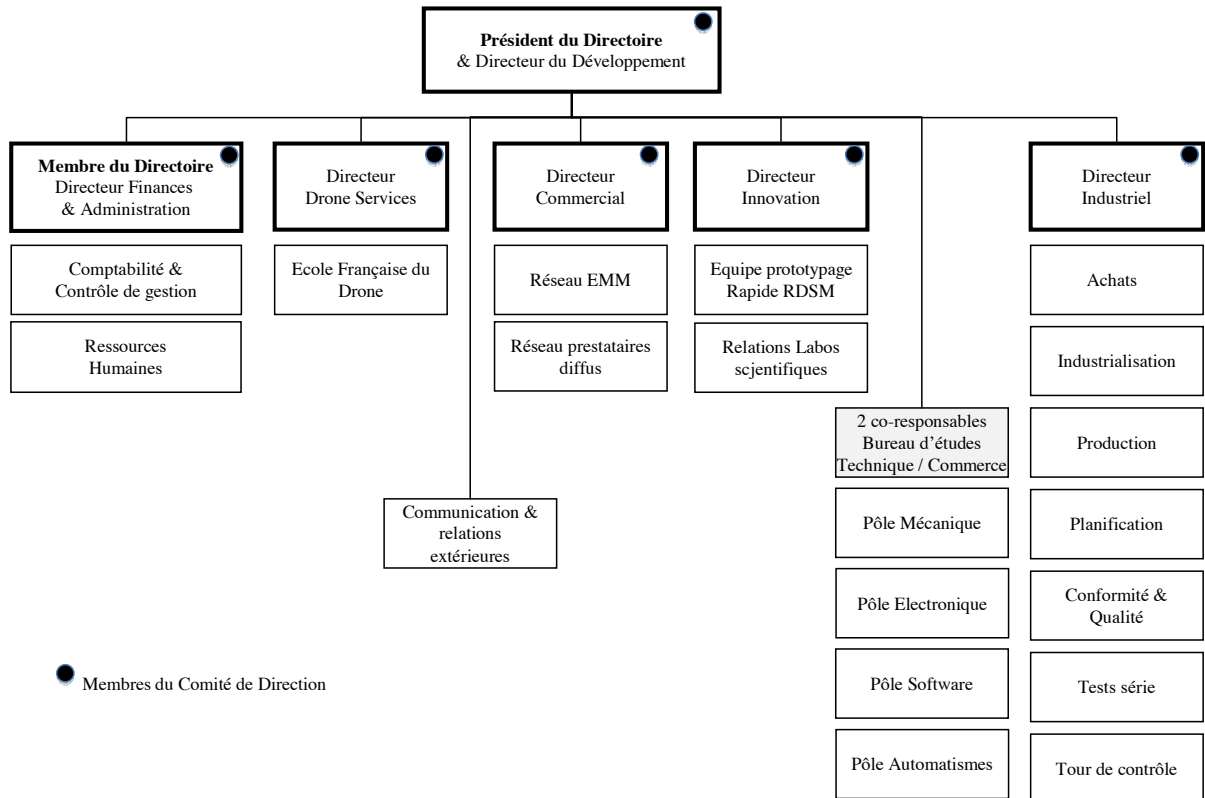 Président du Directoire
& Directeur du Développement
Membre du Directoire
Directeur Finances
& Administration
Directeur
Drone Services
Directeur
Commercial
Directeur
Innovation
Directeur
Industriel
Comptabilité &
Contrôle de gestion
Ressources
Humaines
Ecole Française du
Drone
Réseau EMM
Réseau prestataires
diffus
Equipe prototypage
Rapide RDSM
Relations Labos
scjentifiques
Achats
Industrialisation
Production
Planification
Conformité &
Qualité
Tests série
Tour de contrôle
2 co-responsables
Bureau d’études
Technique / Commerce
Pôle Mécanique
Pôle Electronique
Pôle Software
Pôle Automatismes
Communication &
relations
extérieures
Membres du Comité de Direction